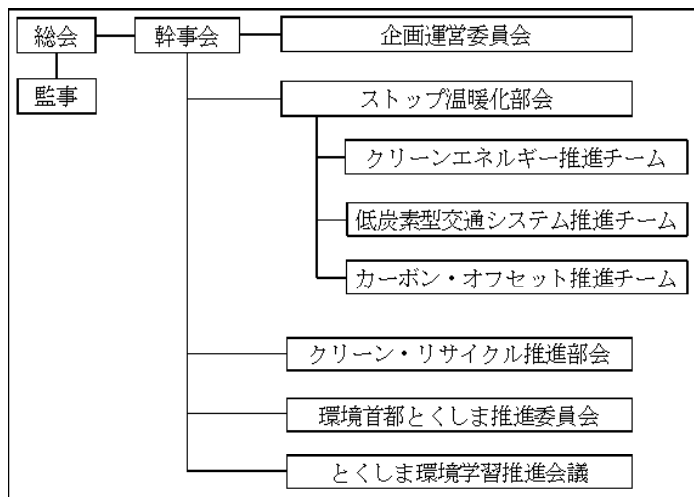 総会
幹事会
企画運営委員会
監事
ストップ温暖化部会
クリーンエネルギー推進チーム
低炭素型交通システム推進チーム
カーボン・オフセット推進チーム
クリーン・リサイクル推進部会
環境首都とくしま推進委員会
とくしま環境学習推進会議